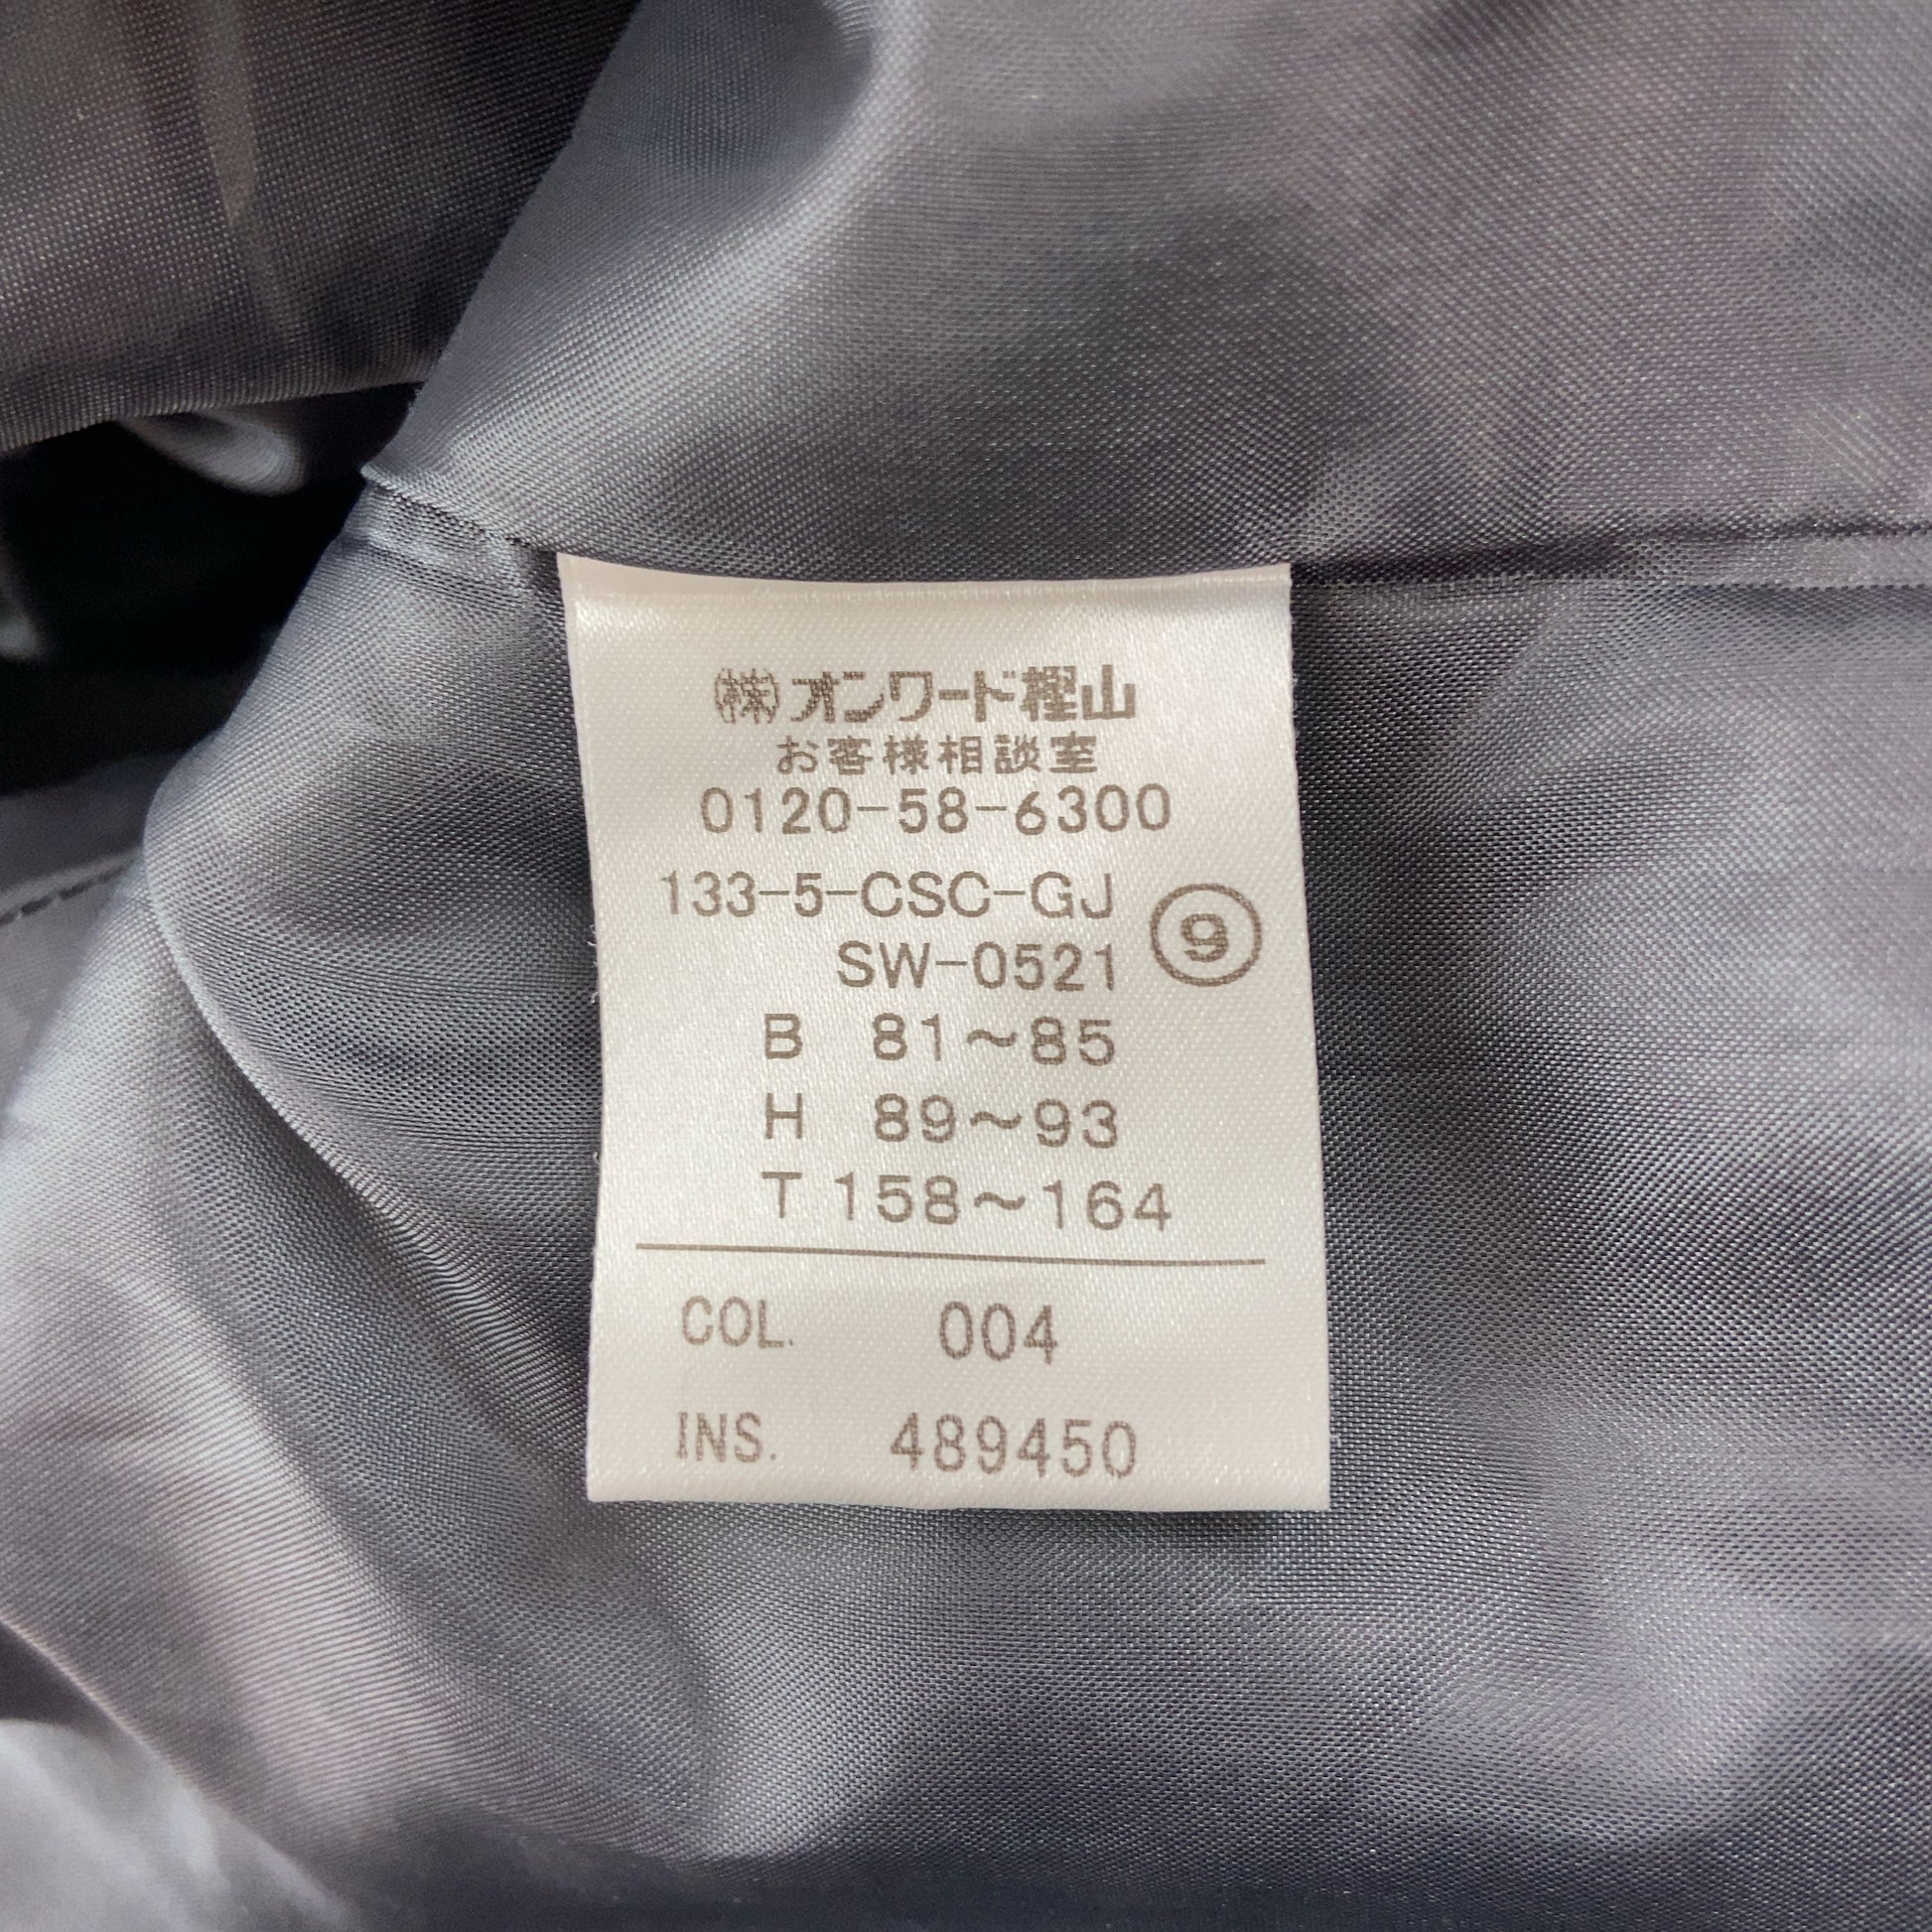 (株)オンワード樫山
お客様相談室
0120-58-6300
133-5-CSC-GJ
SW-0521
⑨
B 81~85
H 89~93
T 158~164
COL. 004
INS. 489450